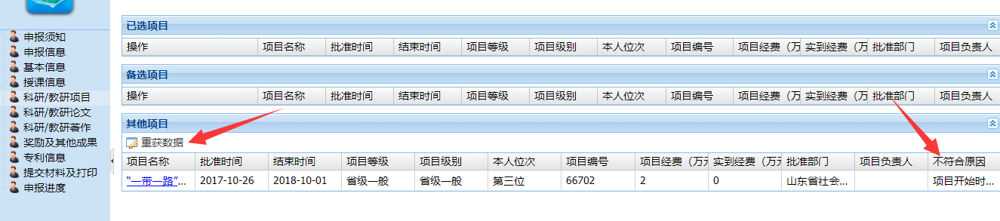 申报须知
申报信息
基本信息
授课信息
科研/教研项目
科研/教研论文
科研/教研著作
奖励及其他成果
专利信息
提交材料及打印
申报进度
已选项目
操作 项目名称 批准时间 结束时间 项目等级 项目级别 本人位次 项目编号 项目经费（万 实到经费（万 批准部门 项目负责人
备选项目
操作 项目名称 批准时间 结束时间 项目等级 项目级别 本人位次 项目编号 项目经费（万 实到经费（万 批准部门 项目负责人
其他项目
重获数据
项目名称 批准时间 结束时间 项目等级 项目级别 本人位次 项目编号 项目经费（万元 实到经费（万元 批准部门 项目负责人 不符合原因
“一带一路”... 2017-10-26 2018-10-01 省级一般 省级一般 第三位 66702 2 0 山东省社会... 项目开始时...